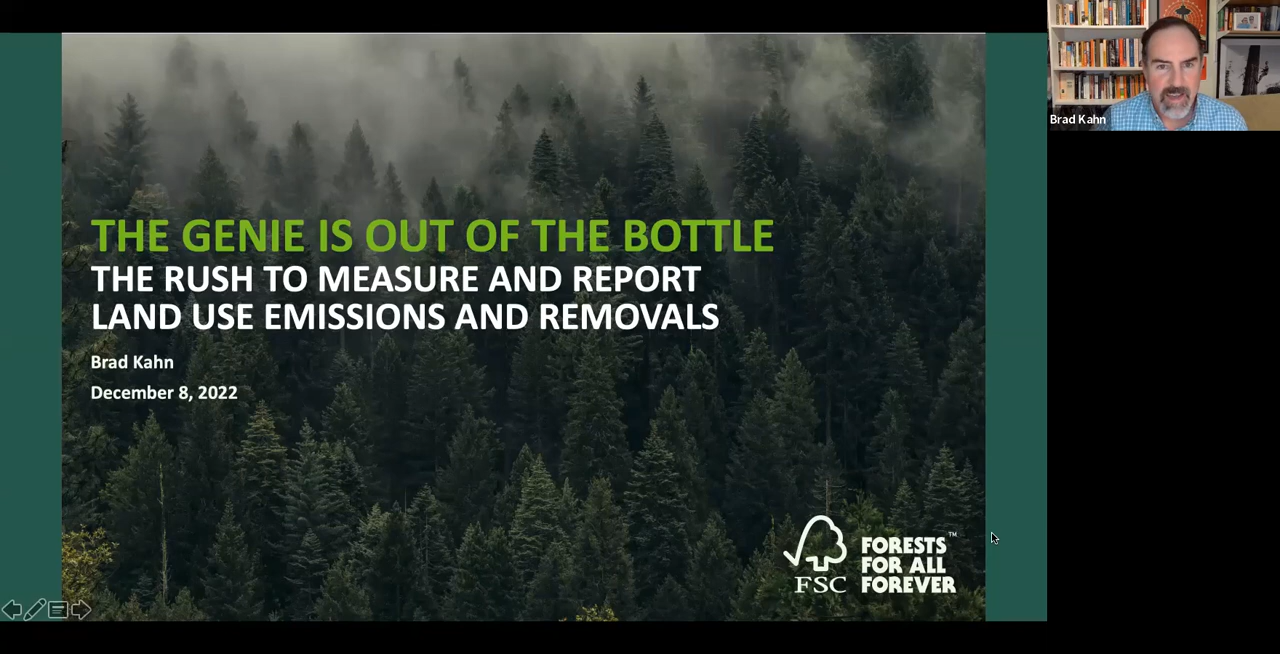 THE GENIE IS OUT OF THE BOTTLE
THE RUSH TO MEASURE AND REPORT
LAND USE EMISSIONS AND REMOVALS
Brad Kahn
December 8, 2022
FSC
FORESTS
FOR ALL
FOREVER™
Brad Kahn